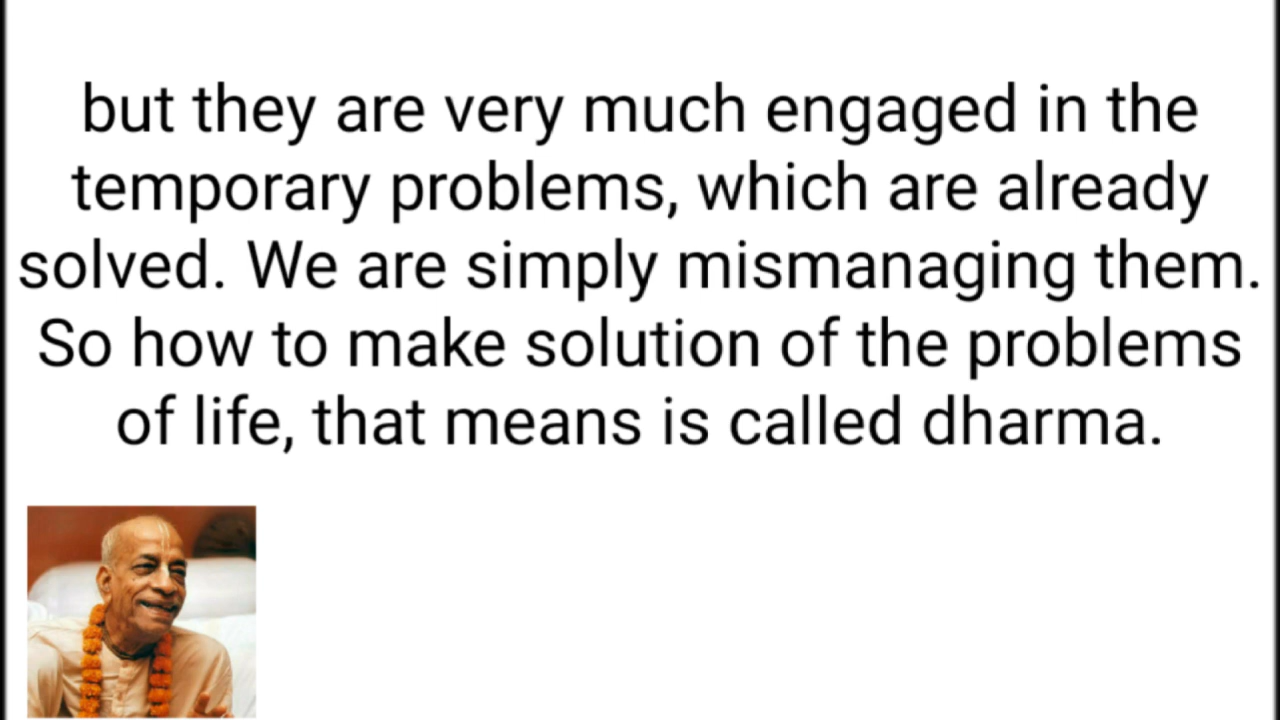 but they are very much engaged in the
temporary problems, which are already
solved. We are simply mismanaging them.
So how to make solution of the problems
of life, that means is called dharma.